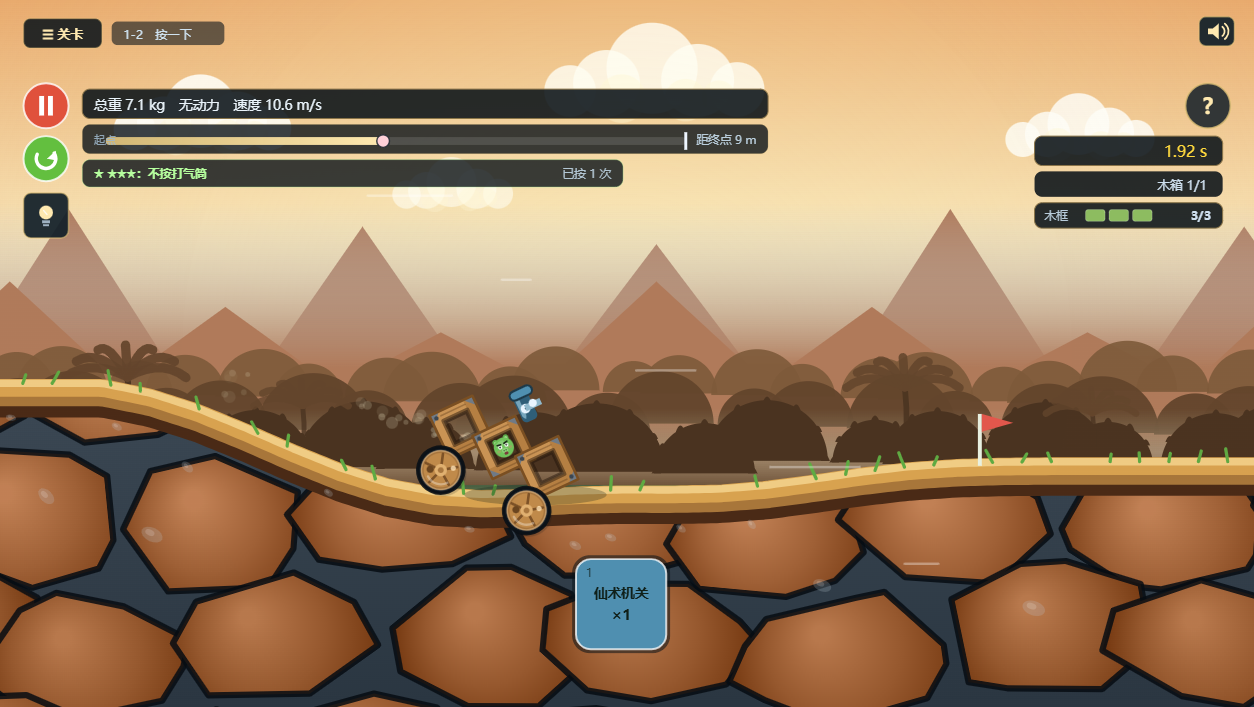 ☰ 关卡
1-2 按一下
总重 7.1 kg 无动力 速度 10.6 m/s
距终点 9 m
★ ★★★: 不按打气筒 已按 1 次
?
1.92 s
木箱 1/1
木框 3/3
1
仙术机关
×1